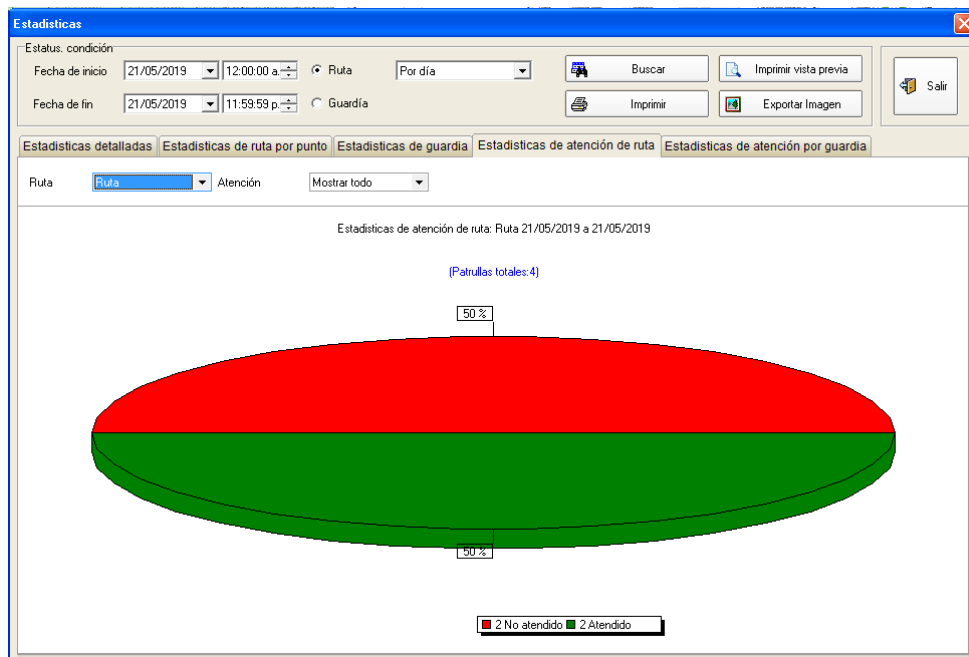 Estadisticas
Estatus. condición
Fecha de inicio 21/05/2019 12:00:00 a. Ruta Por día Buscar Imprimir vista previa
Salir
Fecha de fin 21/05/2019 11:59:59 p. Guardía Imprimir Exportar Imagen
Estadisticas detalladas Estadisticas de ruta por punto Estadisticas de guardia Estadisticas de atención de ruta Estadisticas de atención por guardia
Ruta Ruta Atención Mostrar todo
Estadisticas de atención de ruta: Ruta 21/05/2019 a 21/05/2019
(Patrullas totales:4)
50 %
50 %
2 No atendido 2 Atendido